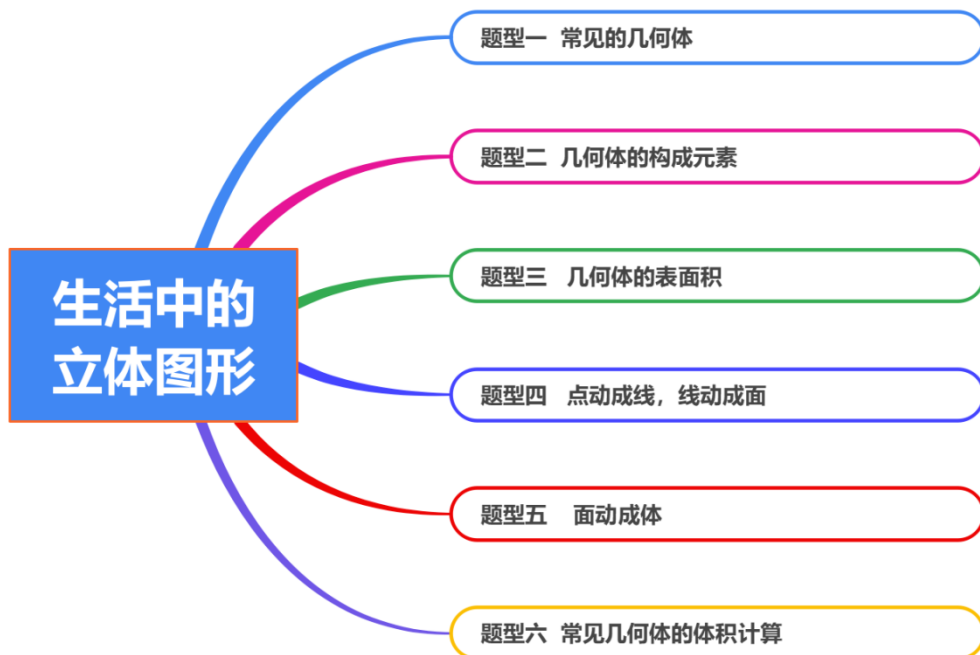 题型一 常见的几何体
题型二 几何体的构成元素
题型三 几何体的表面积
生活中的
立体图形
题型四 点动成线，线动成面
题型五 面动成体
题型六 常见几何体的体积计算